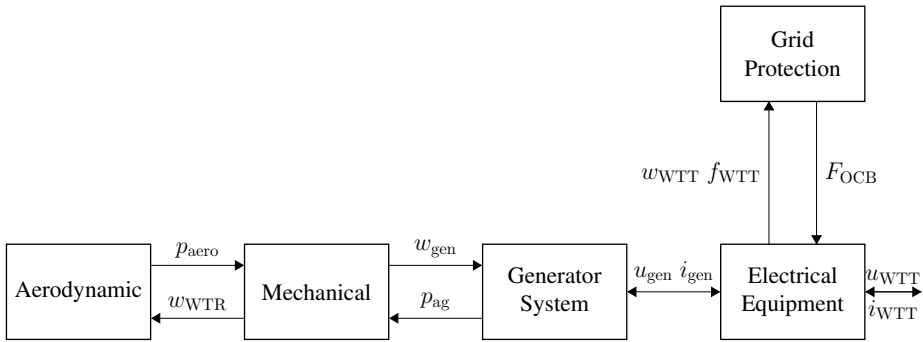 Grid
Protection
w_WTT f_WTT
F_OCB
p_aero
w_gen
Aerodynamic
Mechanical
Generator
System
u_gen i_gen
Electrical
Equipment
u_WTT
i_WTT
w_WTR
p_ag